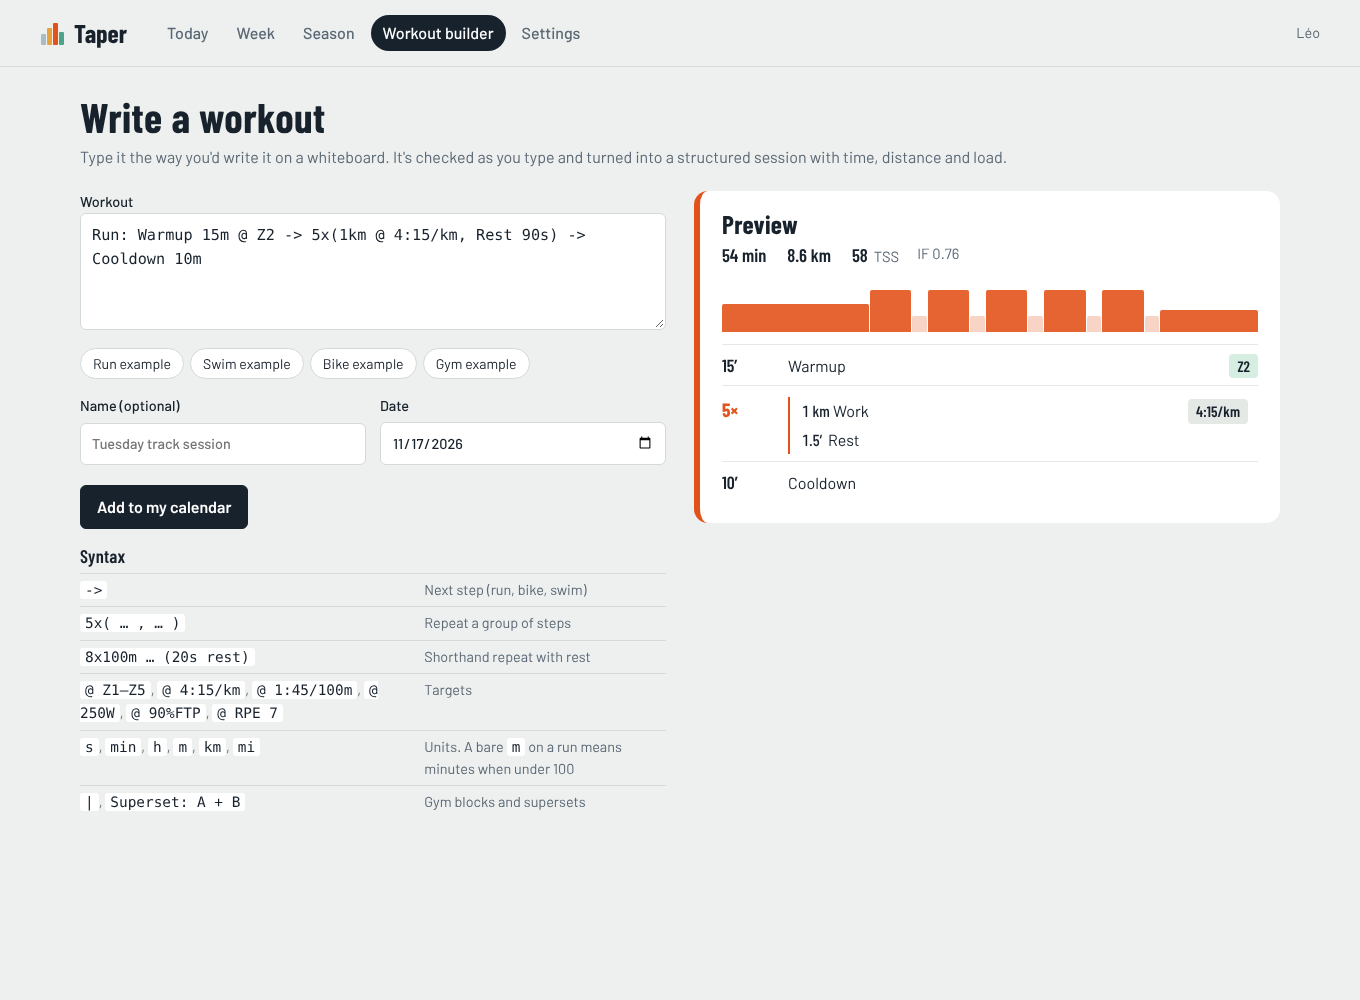 Taper
Today
Week
Season
Workout builder
Settings
Léo
Write a workout
Type it the way you'd write it on a whiteboard. It's checked as you type and turned into a structured session with time, distance and load.
Workout
Run: Warmup 15m @ Z2 -> 5x(1km @ 4:15/km, Rest 90s) ->
Cooldown 10m
Run example
Swim example
Bike example
Gym example
Name (optional)
Date
Tuesday track session
11/17/2026
Add to my calendar
Syntax
->
Next step (run, bike, swim)
5x( … , … )
Repeat a group of steps
8x100m … (20s rest)
Shorthand repeat with rest
@ Z1–Z5, @ 4:15/km, @ 1:45/100m, @
250W, @ 90%FTP, @ RPE 7
Targets
s, min, h, m, km, mi
Units. A bare m on a run means
minutes when under 100
|, Superset: A + B
Gym blocks and supersets
Preview
54 min 8.6 km 58 TSS IF 0.76
15′ Warmup Z2
5× 1 km Work 4:15/km
1.5′ Rest
10′ Cooldown